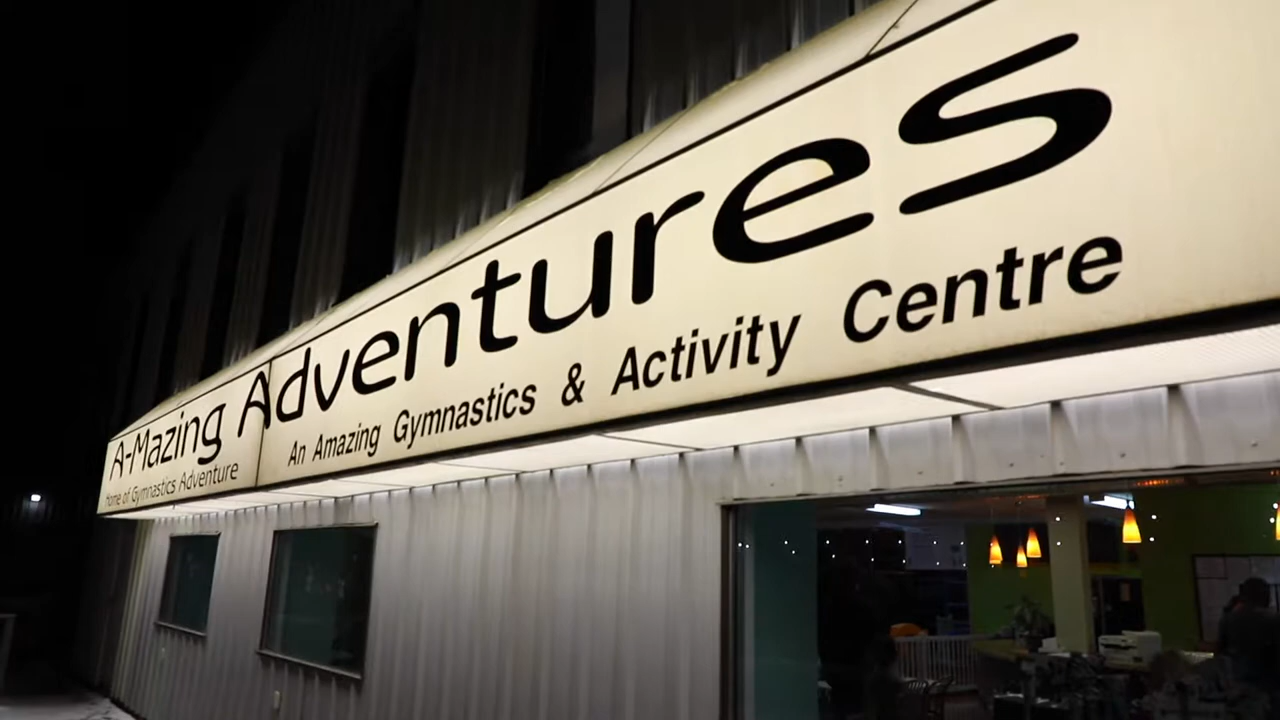 A-Mazing Adventures
Home of Gymnastics Adventure
An Amazing Gymnastics & Activity Centre